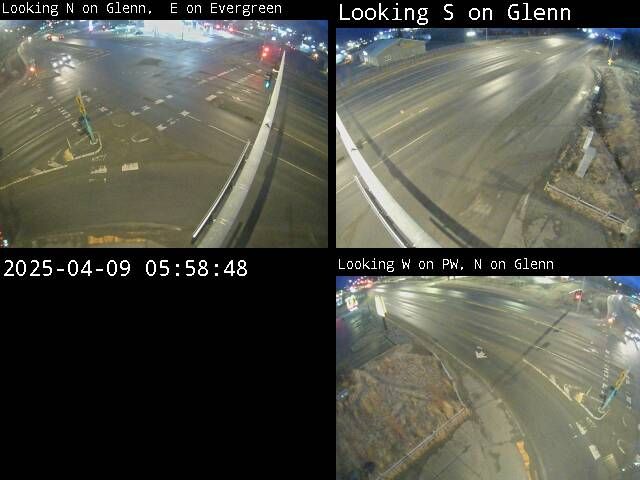 Looking N on Glenn, E on Evergreen
Looking S on Glenn
2025-04-09 05:58:48
Looking W on PW, N on Glenn